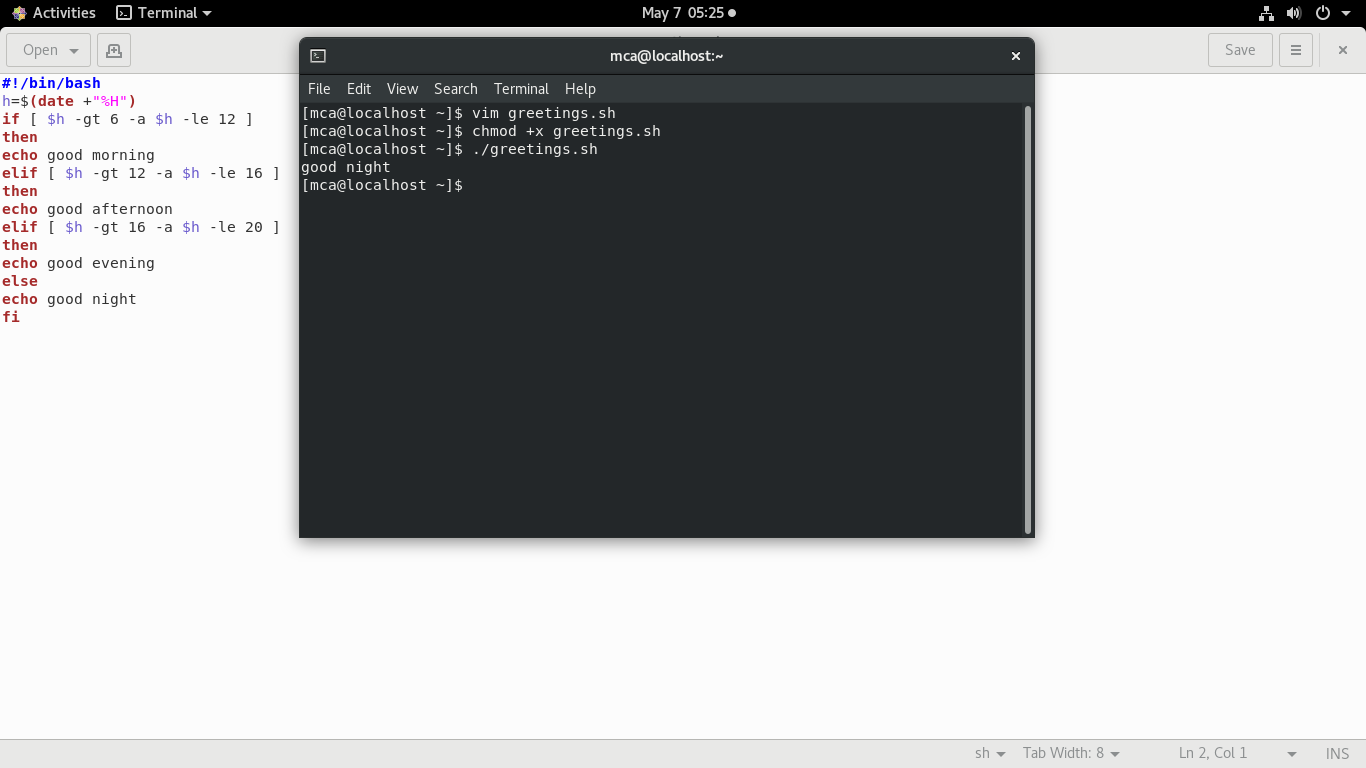 Activities Terminal May 7 05:25
Open Save
mca@localhost:~
File Edit View Search Terminal Help
[mca@localhost ~]$ vim greetings.sh
[mca@localhost ~]$ chmod +x greetings.sh
[mca@localhost ~]$ ./greetings.sh
good night
[mca@localhost ~]$
#!/bin/bash
h=$(date +"%H")
if [ $h -gt 6 -a $h -le 12 ]
then
echo good morning
elif [ $h -gt 12 -a $h -le 16 ]
then
echo good afternoon
elif [ $h -gt 16 -a $h -le 20 ]
then
echo good evening
else
echo good night
fi
sh Tab Width: 8 Ln 2, Col 1 INS